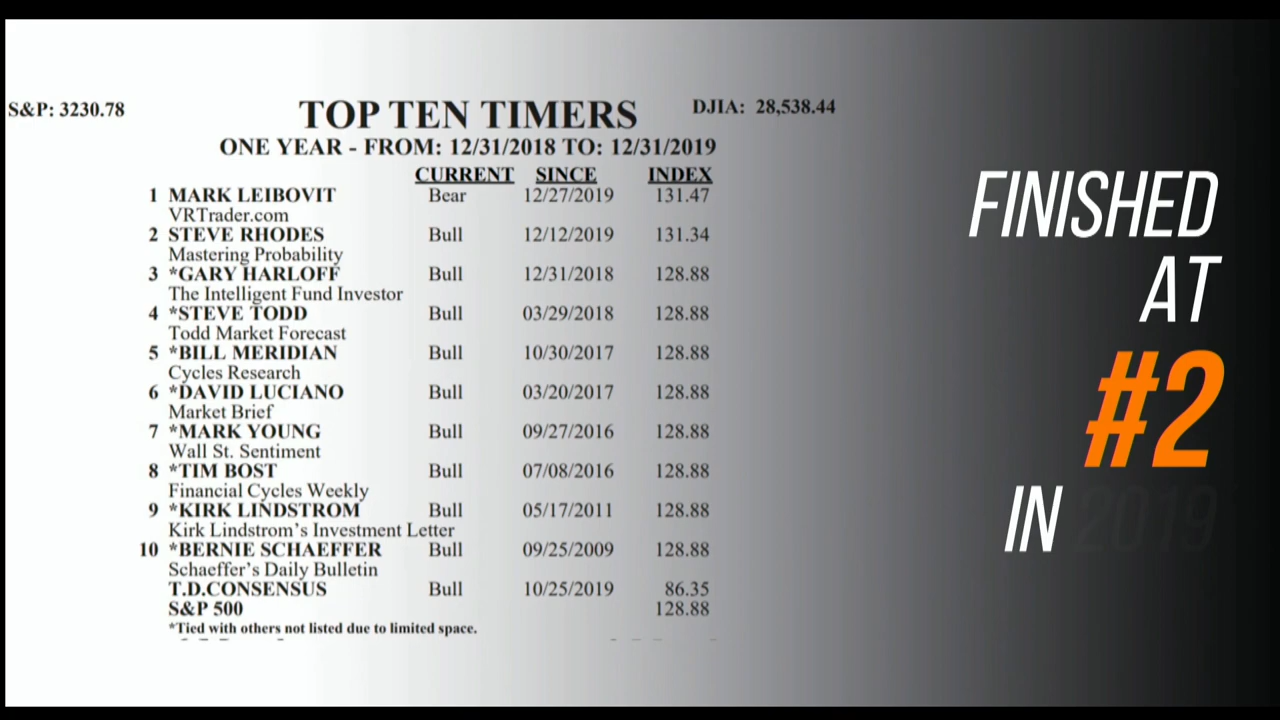 S&P: 3230.78
TOP TEN TIMERS
DJIA: 28,538.44
ONE YEAR - FROM: 12/31/2018 TO: 12/31/2019
CURRENT SINCE INDEX
1 MARK LEIBOVIT Bear 12/27/2019 131.47
VRTrader.com
2 STEVE RHODES Bull 12/12/2019 131.34
Mastering Probability
3 *GARY HARLOFF Bull 12/31/2018 128.88
The Intelligent Fund Investor
4 *STEVE TODD Bull 03/29/2018 128.88
Todd Market Forecast
5 *BILL MERIDIAN Bull 10/30/2017 128.88
Cycles Research
6 *DAVID LUCIANO Bull 03/20/2017 128.88
Market Brief
7 *MARK YOUNG Bull 09/27/2016 128.88
Wall St. Sentiment
8 *TIM BOST Bull 07/08/2016 128.88
Financial Cycles Weekly
9 *KIRK LINDSTROM Bull 05/17/2011 128.88
Kirk Lindstrom's Investment Letter
10 *BERNIE SCHAEFFER Bull 09/25/2009 128.88
Schaeffer's Daily Bulletin
T.D.CONSENSUS Bull 10/25/2019 86.35
S&P 500 128.88
*Tied with others not listed due to limited space.
FINISHED
AT
#2
IN 2019